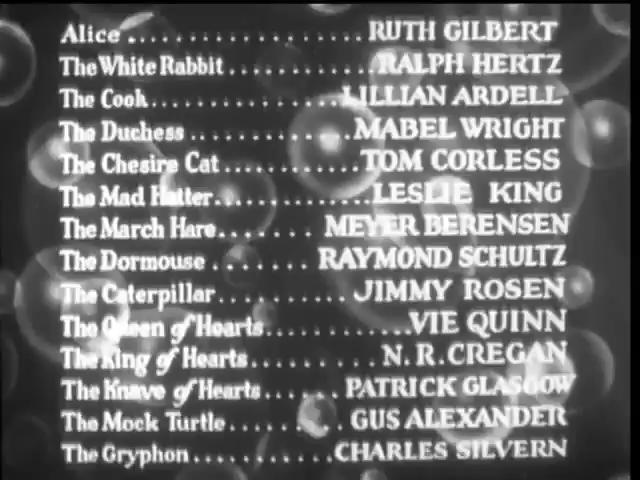 Alice .................. RUTH GILBERT
The White Rabbit .......... RALPH HERTZ
The Cook ............... LILLIAN ARDELL
The Duchess ............ MABEL WRIGHT
The Chesire Cat ............ TOM CORLESS
The Mad Hatter ............. LESLIE KING
The March Hare ....... MEYER BERENSEN
The Dormouse ....... RAYMOND SCHULTZ
The Caterpillar .......... JIMMY ROSEN
The Queen of Hearts ........... VIE QUINN
The King of Hearts ......... N. R. CREGAN
The Knave of Hearts ...... PATRICK GLASGOW
The Mock Turtle ........ GUS ALEXANDER
The Gryphon ........... CHARLES SILVERN